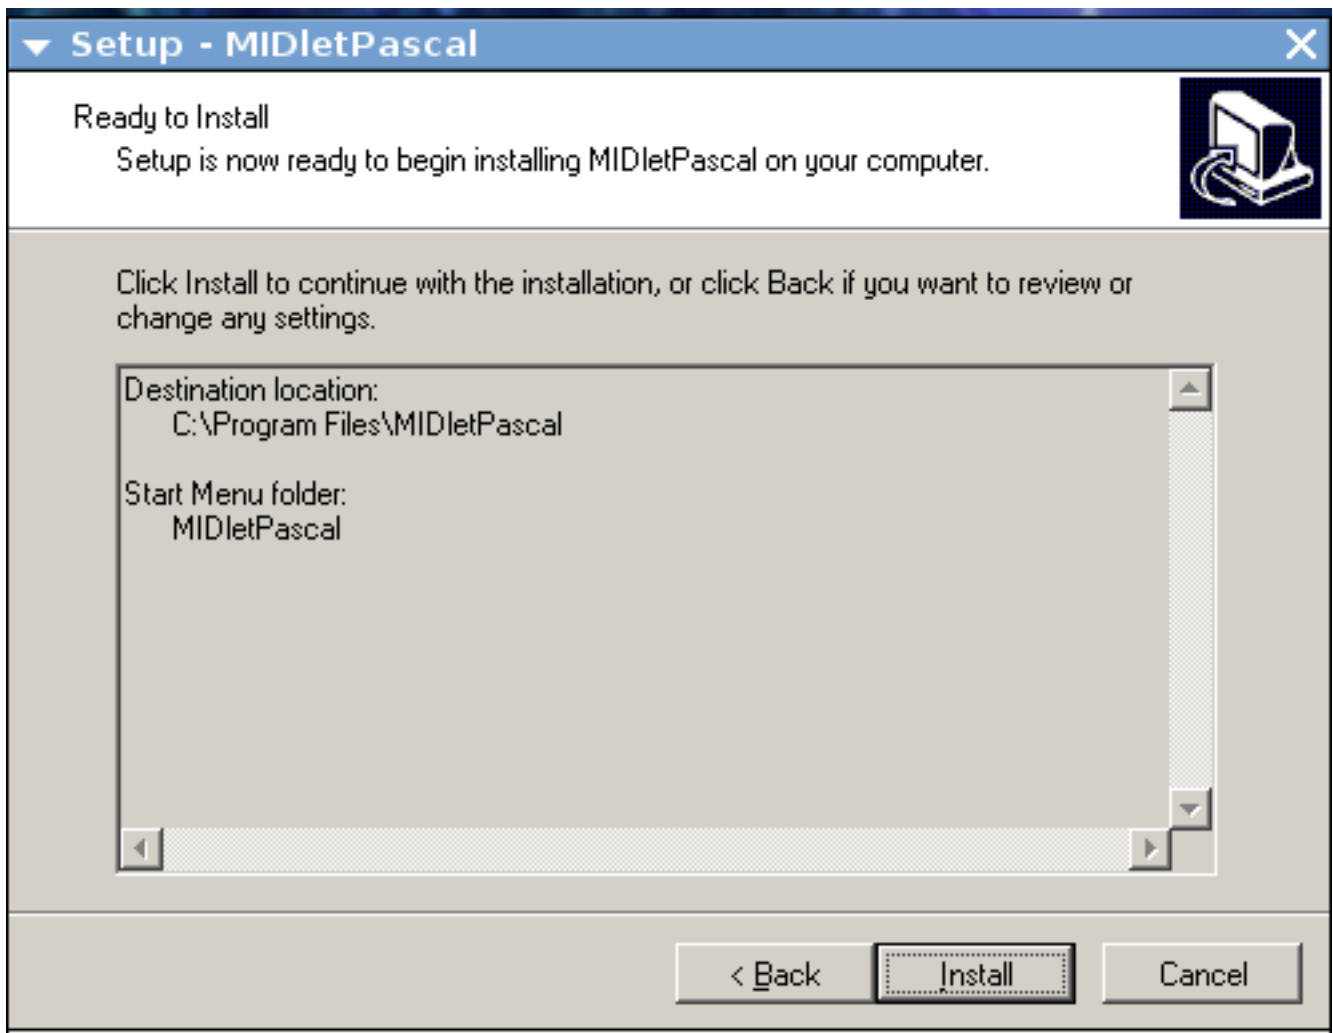 Setup - MIDletPascal
Ready to Install
Setup is now ready to begin installing MIDletPascal on your computer.
Click Install to continue with the installation, or click Back if you want to review or
change any settings.
Destination location:
C:\Program Files\MIDletPascal
Start Menu folder:
MIDletPascal
< Back
Install
Cancel